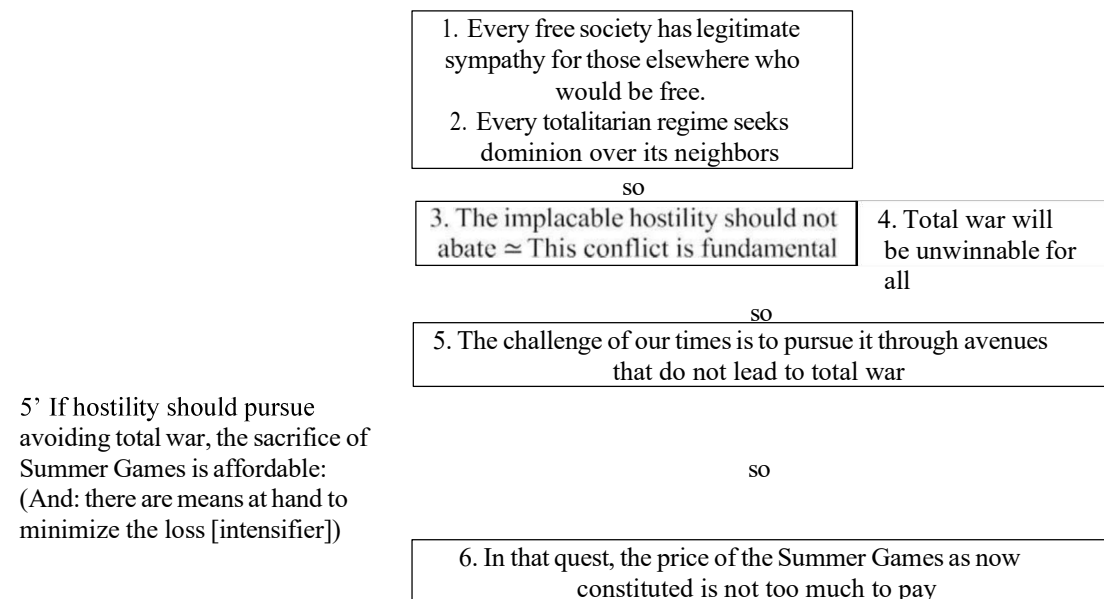 1. Every free society has legitimate
sympathy for those elsewhere who
would be free.
2. Every totalitarian regime seeks
dominion over its neighbors
so
3. The implacable hostility should not
abate ≃ This conflict is fundamental
4. Total war will
be unwinnable for
all
so
5. The challenge of our times is to pursue it through avenues
that do not lead to total war
5’ If hostility should pursue
avoiding total war, the sacrifice of
Summer Games is affordable:
(And: there are means at hand to
minimize the loss [intensifier])
so
6. In that quest, the price of the Summer Games as now
constituted is not too much to pay